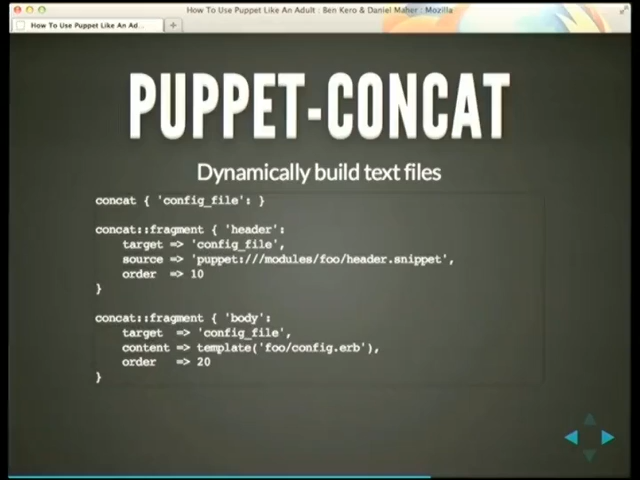 How To Use Puppet Like An Adult : Ben Kero & Daniel Maher : Mozilla
How To Use Puppet Like An Ad...
PUPPET-CONCAT
Dynamically build text files
concat { 'config_file': }
concat::fragment { 'header':
target => 'config_file',
source => 'puppet:///modules/foo/header.snippet',
order => 10
}
concat::fragment { 'body':
target => 'config_file',
content => template('foo/config.erb'),
order => 20
}